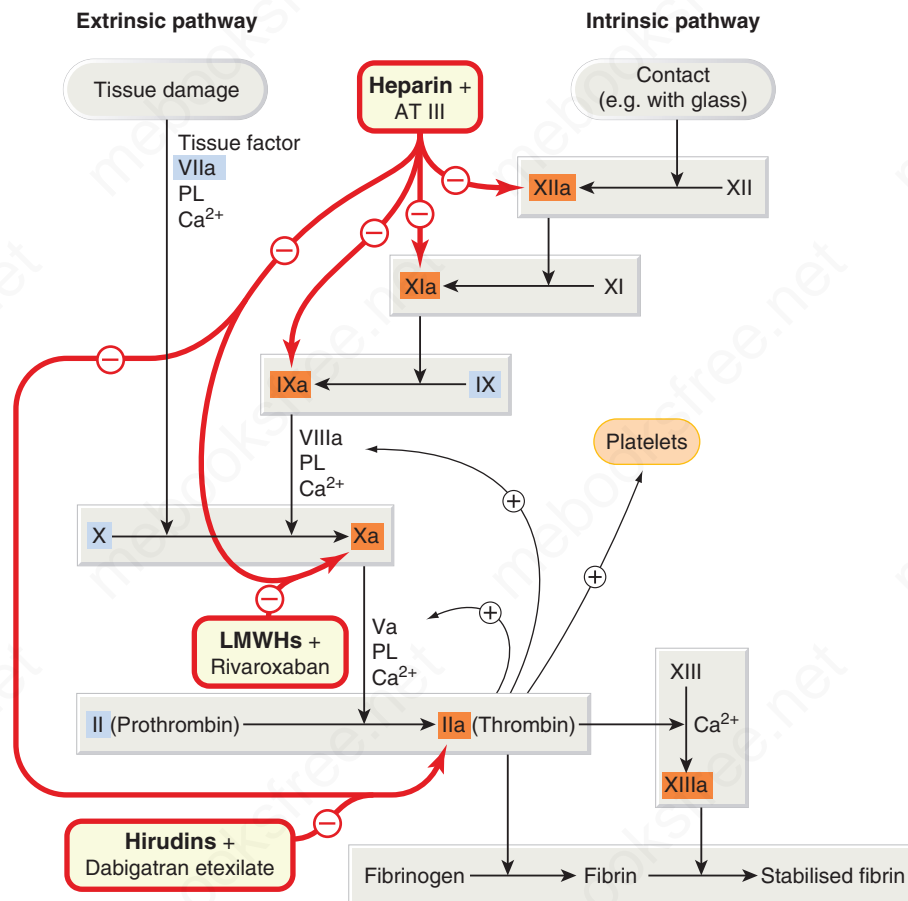 Extrinsic pathway
Intrinsic pathway
Tissue damage
Heparin +
AT III
Contact
(e.g. with glass)
Tissue factor
VIIa
PL
Ca²⁺
XIIa
XII
XIa
XI
IXa
IX
VIIIa
PL
Ca²⁺
Platelets
X
Xa
LMWHs +
Rivaroxaban
Va
PL
Ca²⁺
II (Prothrombin)
IIa (Thrombin)
XIII
Ca²⁺
XIIIa
Hirudins +
Dabigatran etexilate
Fibrinogen
Fibrin
Stabilised fibrin
mebooksfree.net